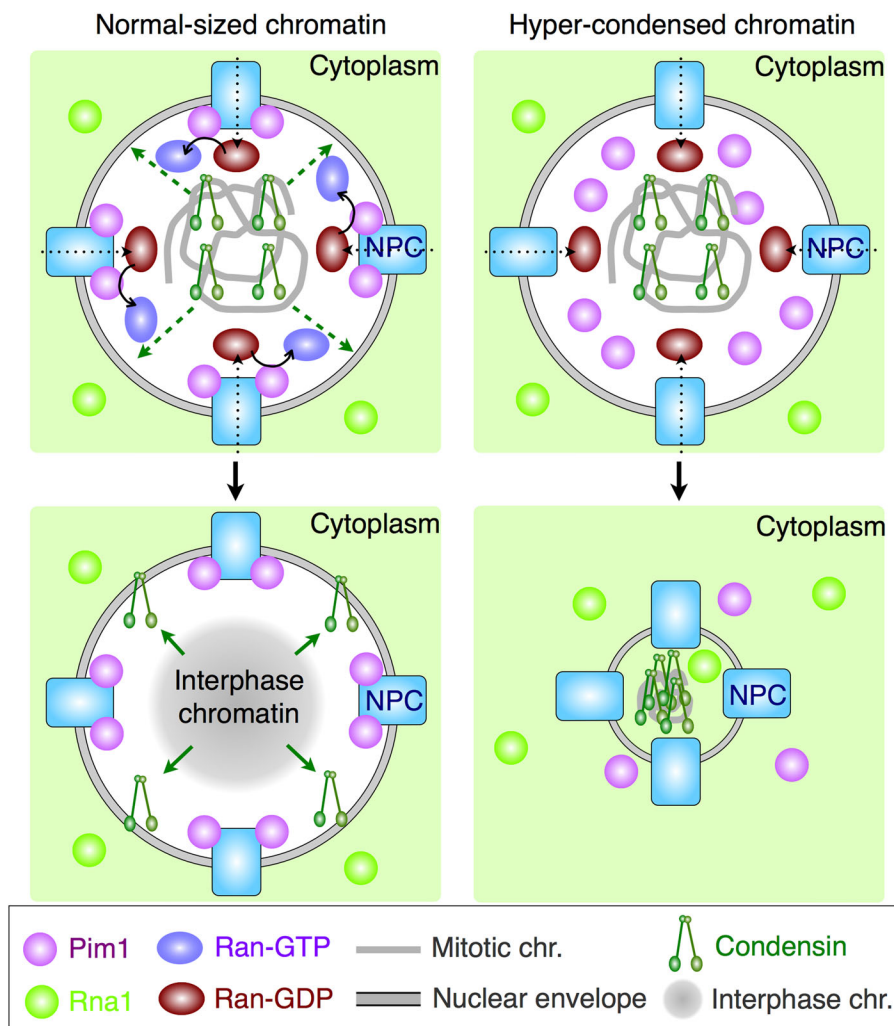 Normal-sized chromatin
Hyper-condensed chromatin
Cytoplasm
NPC
Cytoplasm
NPC
Cytoplasm
Interphase
chromatin
NPC
Cytoplasm
NPC
Pim1
Ran-GTP
Mitotic chr.
Condensin
Rna1
Ran-GDP
Nuclear envelope
Interphase chr.